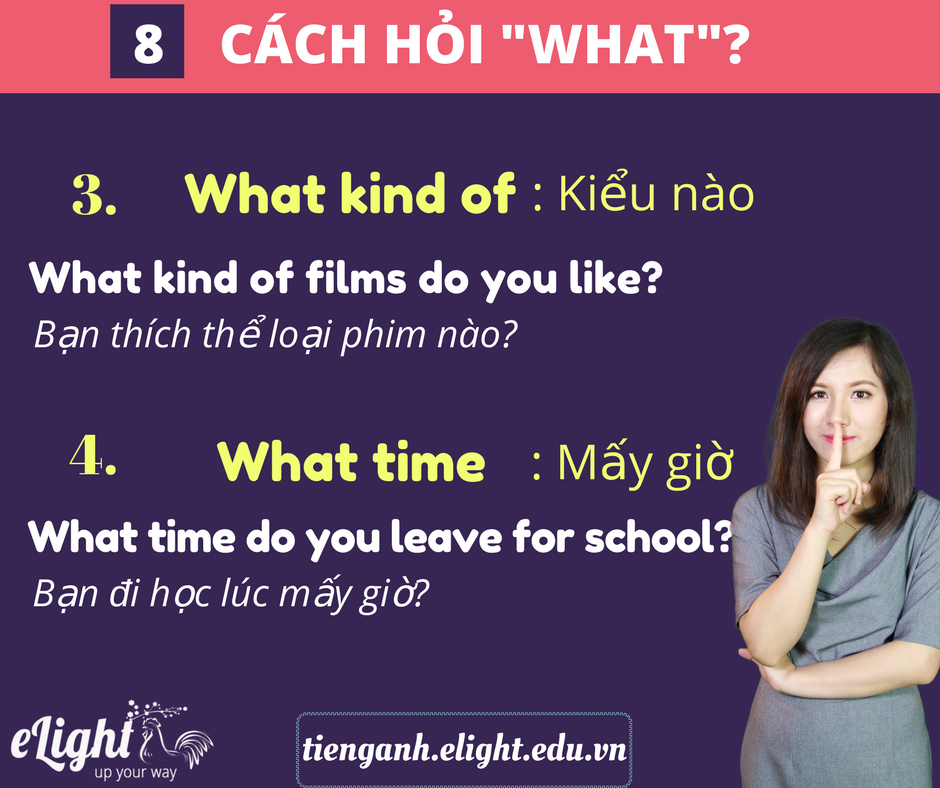 8 CÁCH HỎI "WHAT"?
3. What kind of : Kiểu nào
What kind of films do you like?
Bạn thích thể loại phim nào?
4. What time : Mấy giờ
What time do you leave for school?
Bạn đi học lúc mấy giờ?
eLight
up your way
tienganh.elight.edu.vn